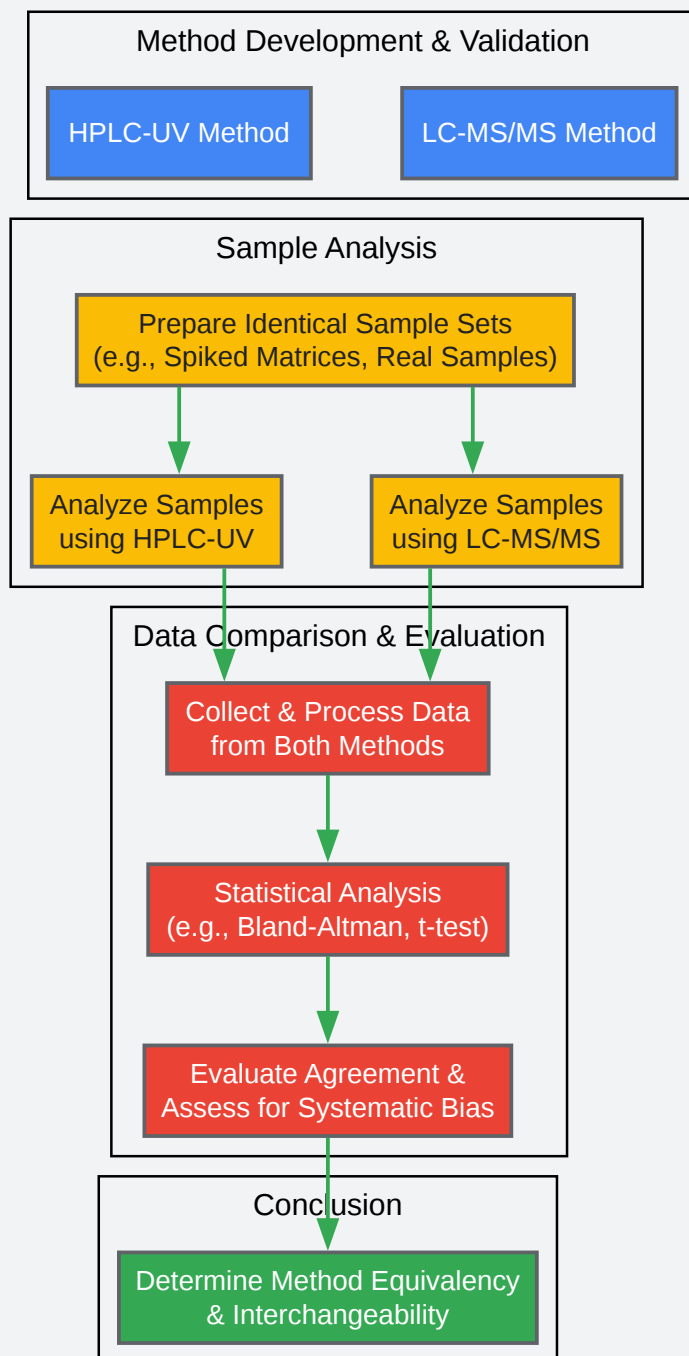 Method Development & Validation
HPLC-UV Method
LC-MS/MS Method
Sample Analysis
Prepare Identical Sample Sets
(e.g., Spiked Matrices, Real Samples)
Analyze Samples
using HPLC-UV
Analyze Samples
using LC-MS/MS
Data Comparison & Evaluation
Collect & Process Data
from Both Methods
Statistical Analysis
(e.g., Bland-Altman, t-test)
Evaluate Agreement &
Assess for Systematic Bias
Conclusion
Determine Method Equivalency
& Interchangeability